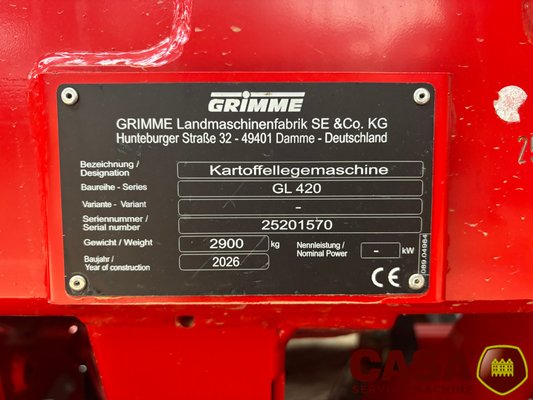 GRIMME
GRIMME Landmaschinenfabrik SE &Co. KG
Hunteburger Straße 32 - 49401 Damme - Deutschland
Bezeichnung / Designation Kartoffellegemaschine
Baureihe - Series GL 420
Variante - Variant -
Seriennummer / Serial number 25201570
Gewicht / Weight 2900 kg Nennleistung / Nominal Power - kW
Baujahr / Year of construction 2026
CE
089.04984